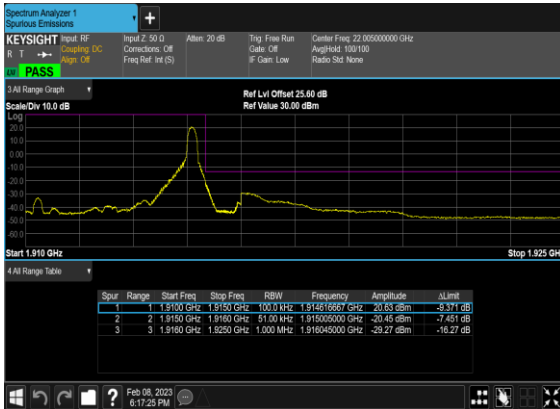 Spectrum Analyzer 1
Spurious Emissions
+
KEYSIGHT Input: RF Input Z: 50 Ω Atten: 20 dB Trig: Free Run Center Freq: 22.005000000 GHz
R T Coupling: DC Corrections: Off Gate: Off Avg|Hold: 100/100
Align: Off Freq Ref: Int (S) IF Gain: Low Radio Std: None
PASS
3 All Range Graph
Ref Lvl Offset 25.60 dB
Scale/Div 10.0 dB Ref Value 30.00 dBm
Log
20.0
10.0
0.00
-10.0
-20.0
-30.0
-40.0
-50.0
-60.0
Start 1.910 GHz Stop 1.925 GH
4 All Range Table
Spur Range Start Freq Stop Freq RBW Frequency Amplitude ΔLimit
1 1 1.9100 GHz 1.9150 GHz 100.0 kHz 1.914616667 GHz 20.63 dBm -9.371 dB
2 2 1.9150 GHz 1.9160 GHz 51.00 kHz 1.915005000 GHz -20.45 dBm -7.451 dB
3 3 1.9160 GHz 1.9250 GHz 1.000 MHz 1.916045000 GHz -29.27 dBm -16.27 dB
? Feb 08, 2023
6:17:25 PM